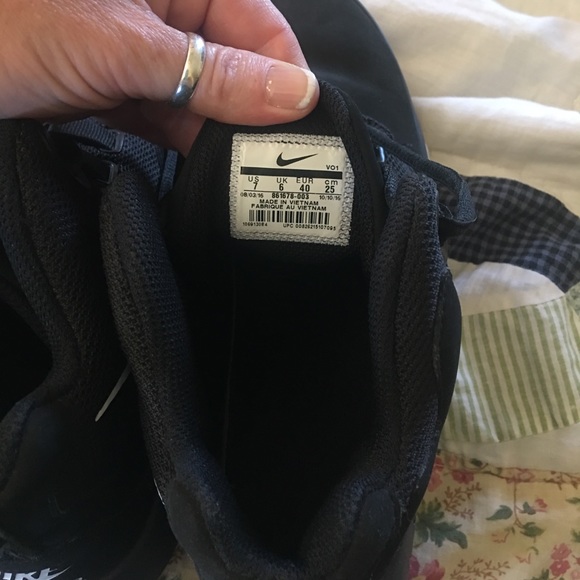 VO1
US UK EUR cm
7 6 40 25
08/03/16 861678-003 10/10/16
MADE IN VIETNAM
FABRIQUE AU VIETNAM